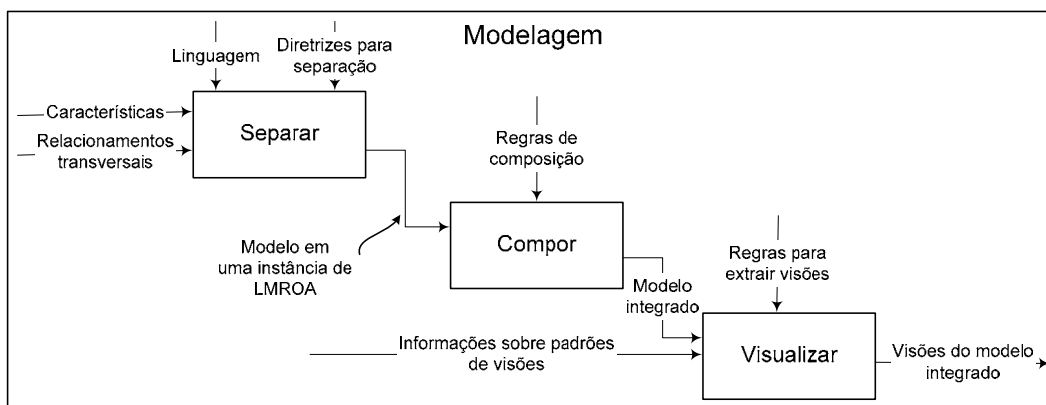 Modelagem
Linguagem
Diretrizes para
separação
Características
Relacionamentos
transversais
Separar
Regras de
composição
Modelo em
uma instância de
LMROA
Compor
Regras para
extrair visões
Modelo
integrado
Informações sobre padrões
de visões
Visualizar
Visões do modelo
integrado